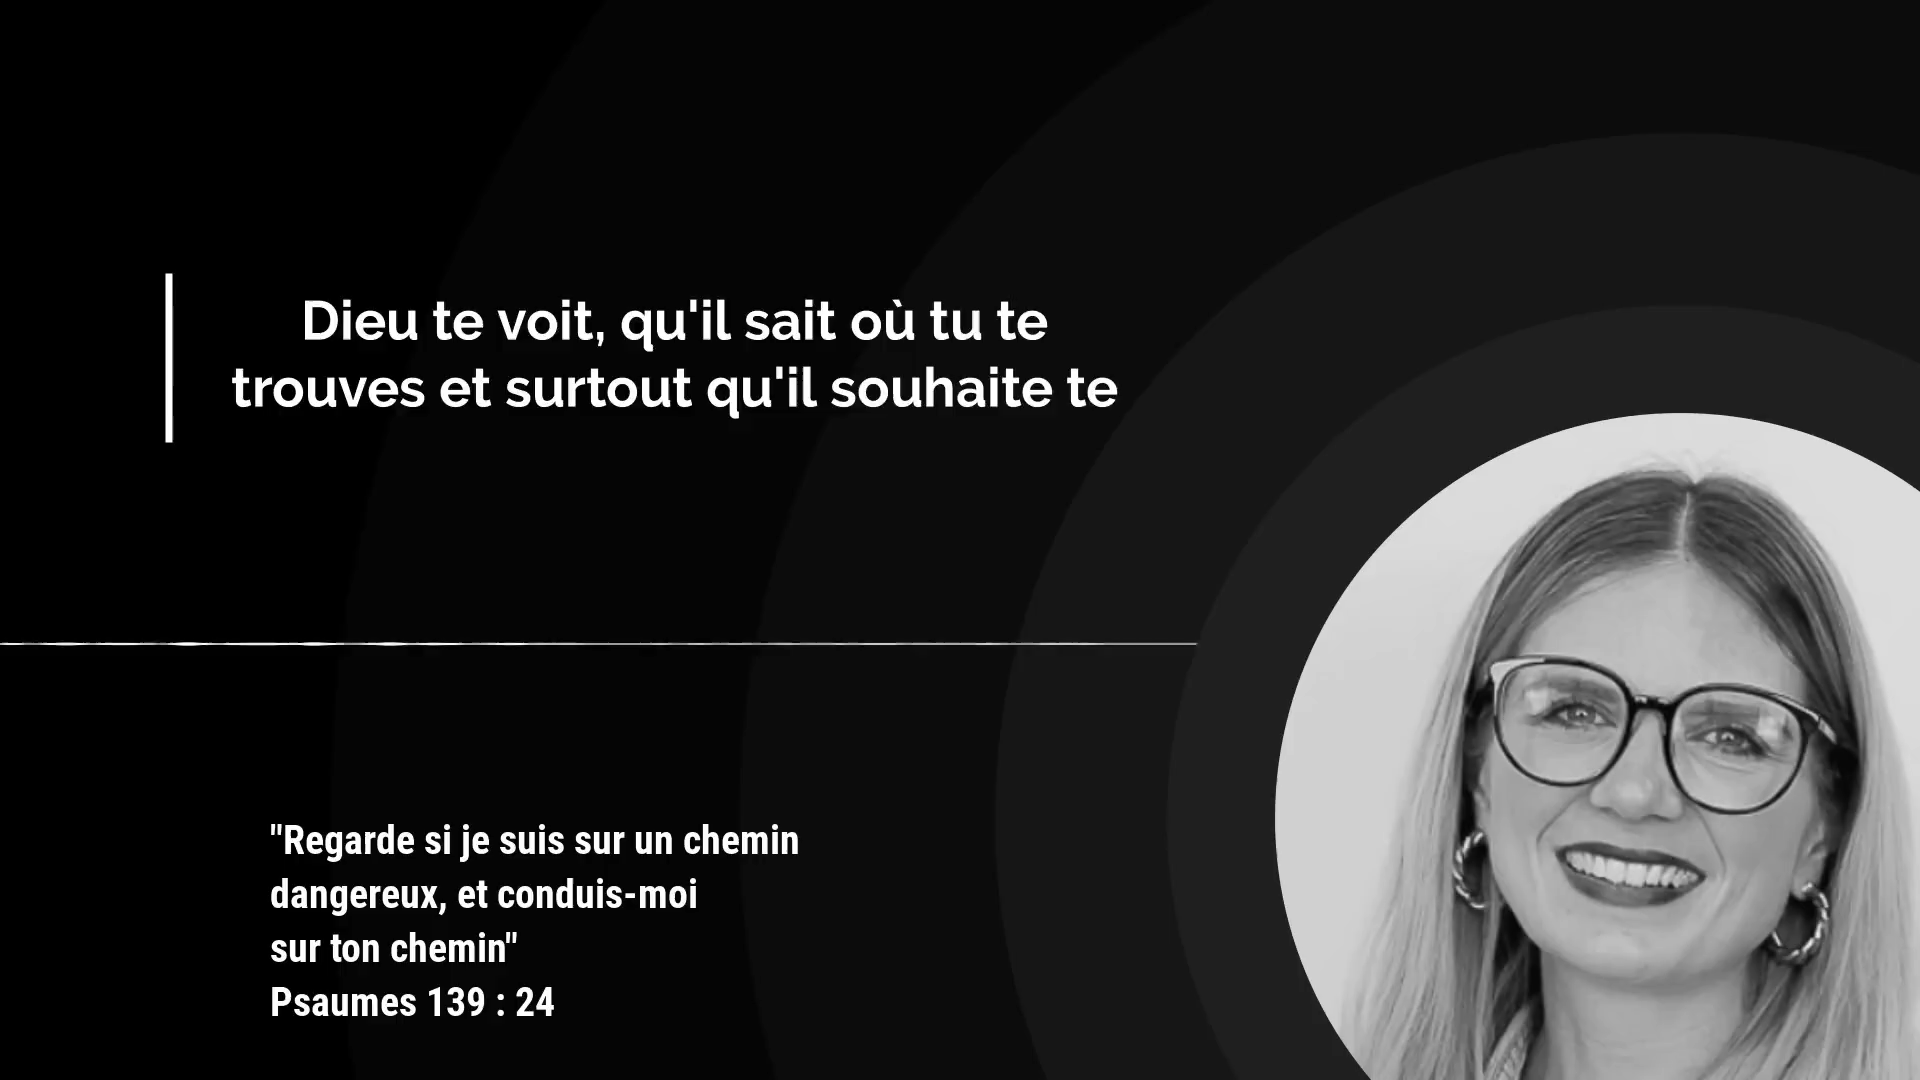 Dieu te voit, qu'il sait où tu te
trouves et surtout qu'il souhaite te
"Regarde si je suis sur un chemin
dangereux, et conduis-moi
sur ton chemin"
Psaumes 139 : 24